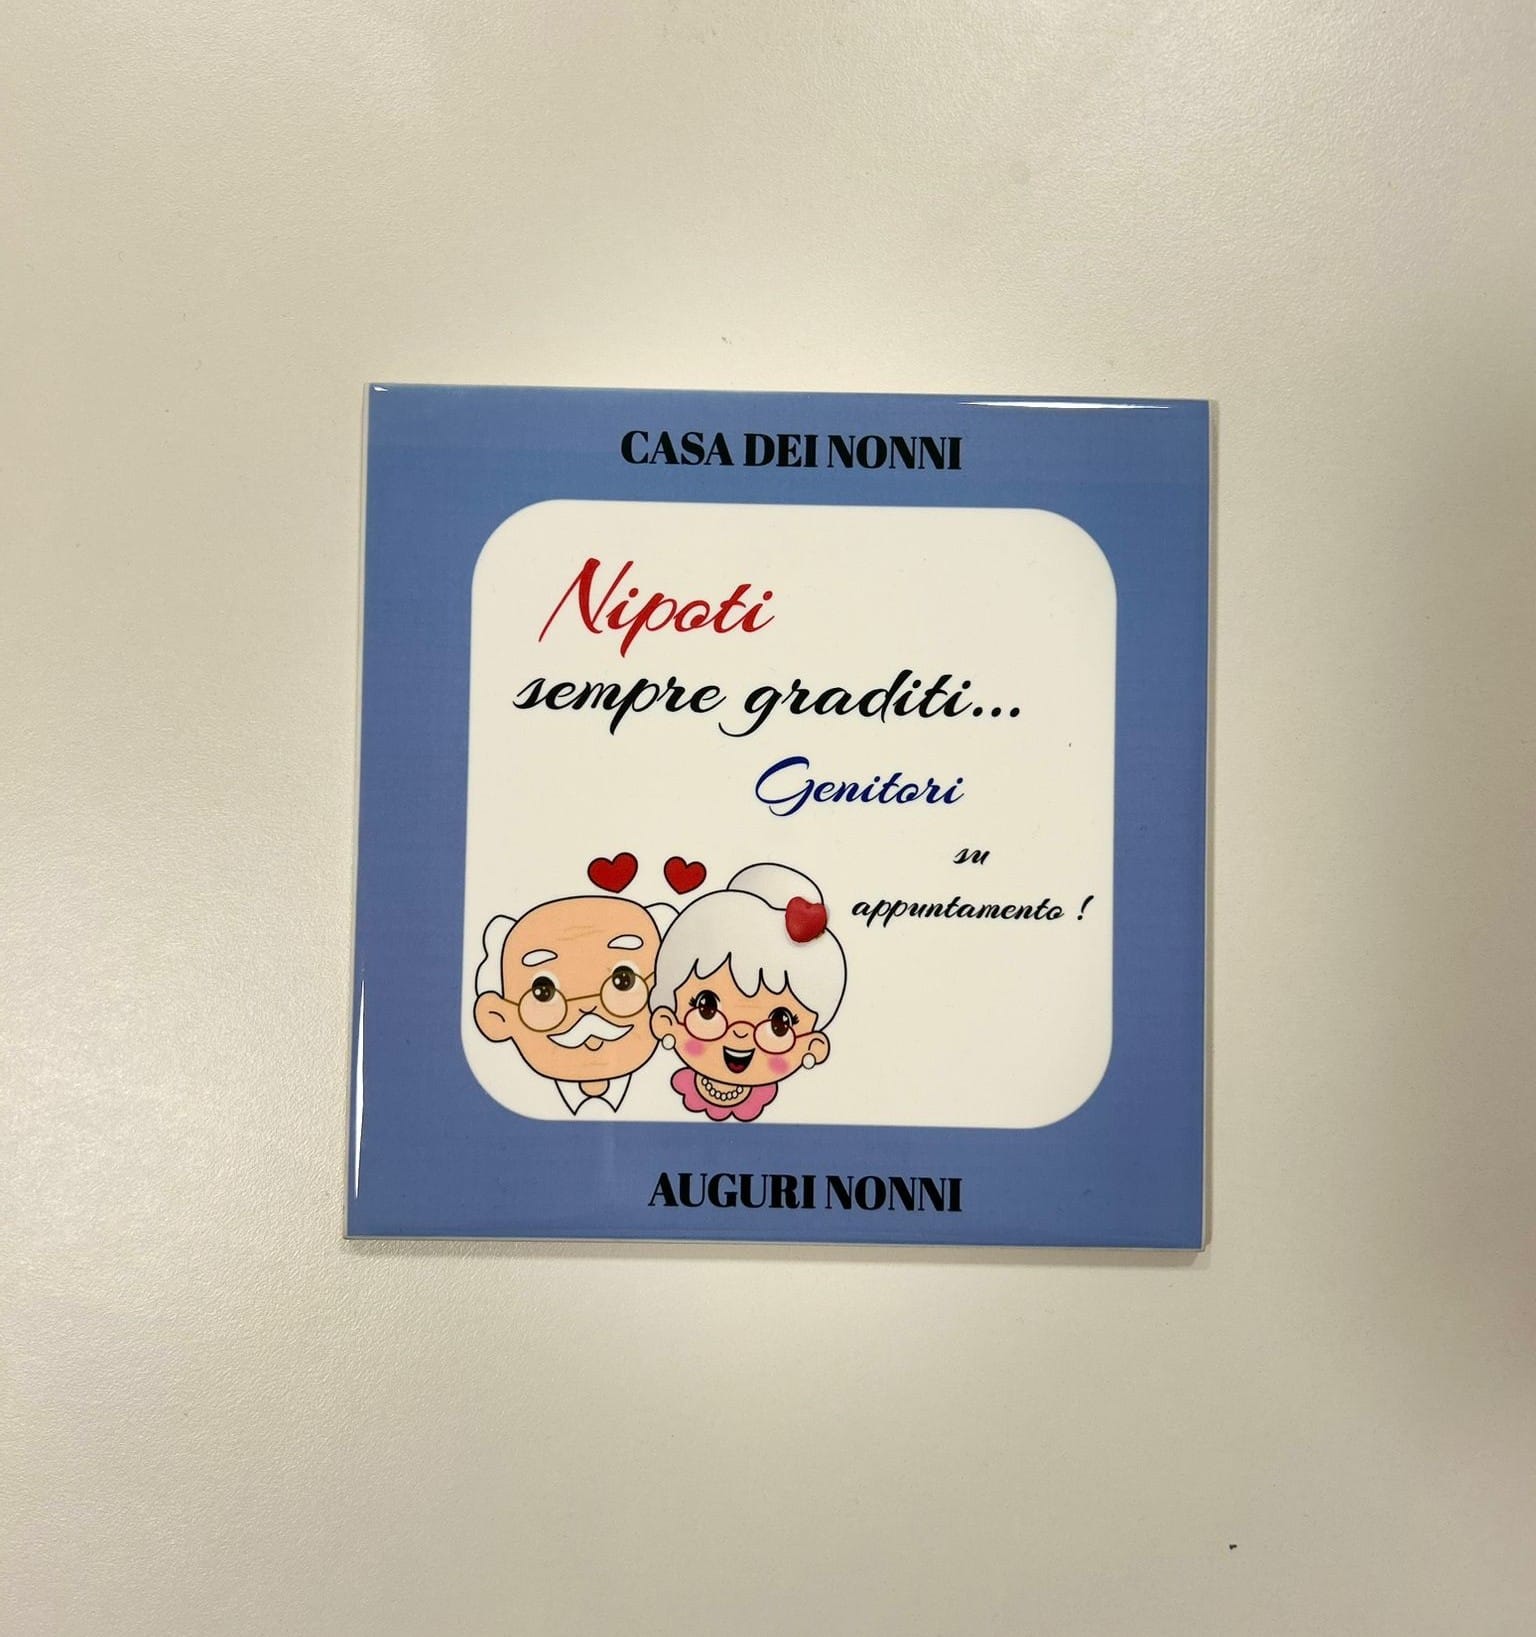 CASA DEI NONNI
Nipoti
sempre graditi...
Genitori
su
appuntamento !
AUGURI NONNI